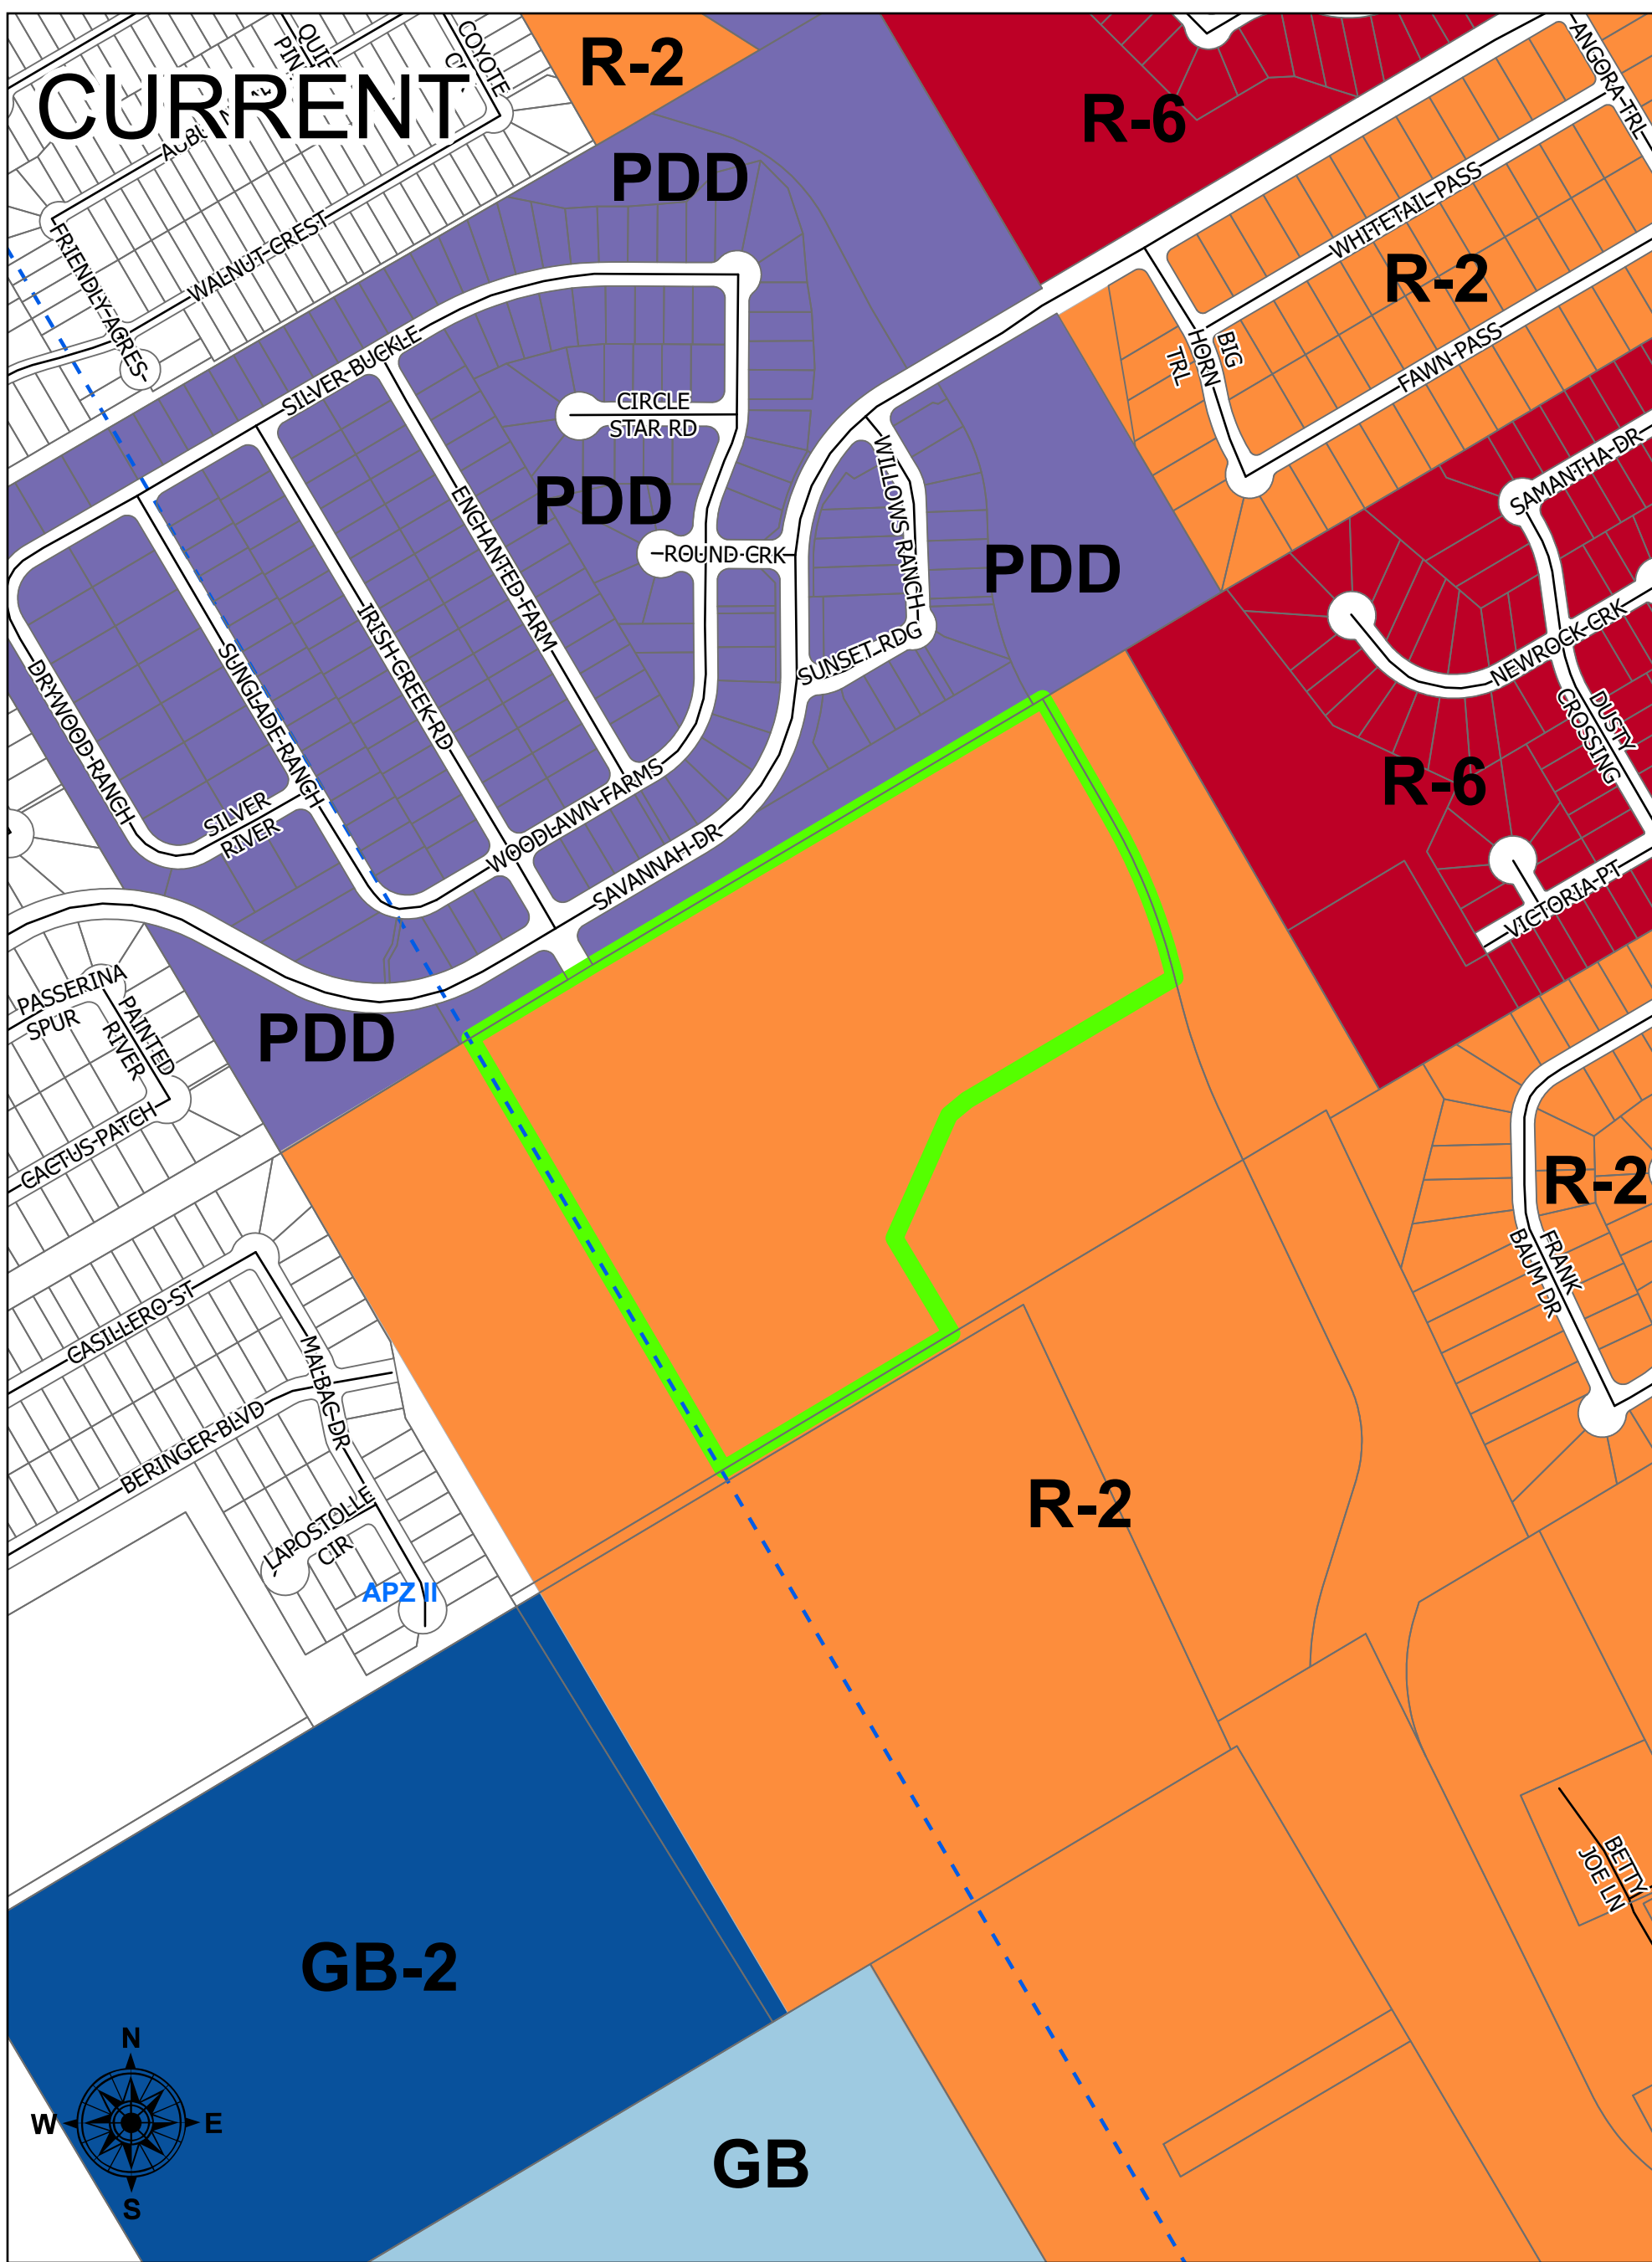 CURRENT
R-2
COYOTE
R-6
ANGORA-TRL
PDD
WALNUT-CREST
WHITETAIL-PASS
FRIENDLY-ACRES-
R-2
BIG
HORN
TRL
FAWN-PASS
SILVER-BUCKLE
CIRCLE
STAR RD
SAMANTHA-DR
WILLOWS RANCH-
PDD
ENCHANTED-FARM
-ROUND-CRK-
PDD
SUNSET-RDG
NEWROCK-CRK
IRISH-CREEK-RD
SUNGLADE-RANCH
DRYWOOD-RANCH
DUSTY
CROSSING
R-6
SILVER
RIVER
WOODLAWN-FARMS
SAVANNAH-DR
VICTORIA-PT
PASSERINA
SPUR
PAINTED
RIVER
PDD
CACTUS-PATCH
R-2
FRANK
BAUM DR
CASILLERO-ST
MALBAC-DR
BERINGER-BLVD
R-2
LAPOSTOLLE
CIR
APZ II
BETTY
JOE LN
GB-2
N
W
E
S
GB